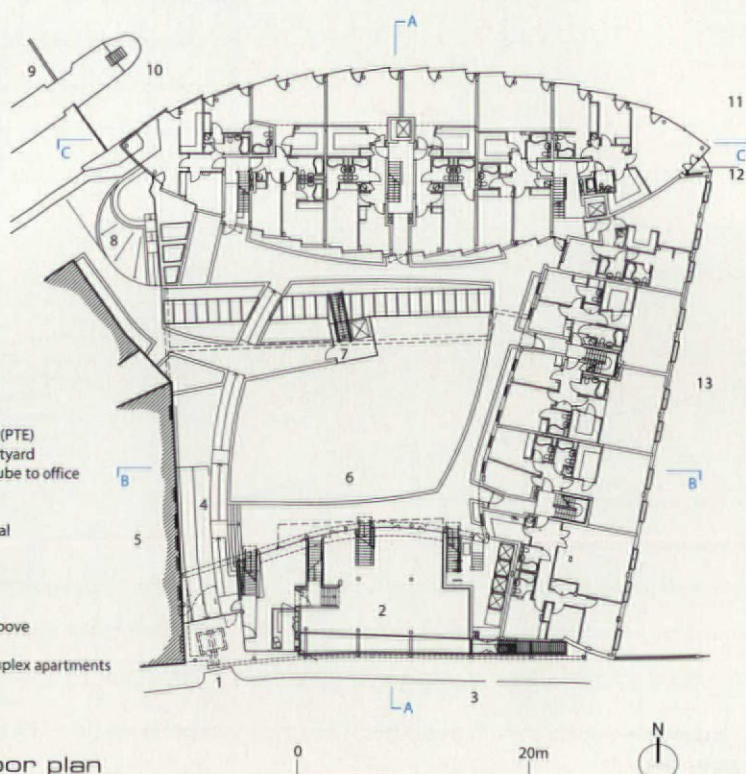 A
9
10
11
C
C
12
8
7
13
(PTE)
tyard
ube to office
B
B
6
4
5
al
2
bove
plex apartments
1
3
A
oor plan
0
20m
N